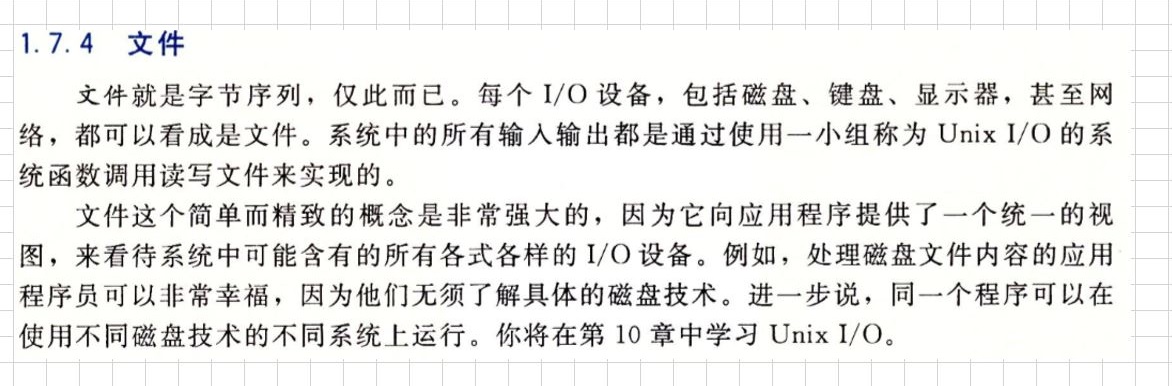 1.7.4 文件
文件就是字节序列，仅此而已。每个 I/O 设备，包括磁盘、键盘、显示器，甚至网
络，都可以看成是文件。系统中的所有输入输出都是通过使用一小组称为 Unix I/O 的系
统函数调用读写文件来实现的。
文件这个简单而精致的概念是非常强大的，因为它向应用程序提供了一个统一的视
图，来看待系统中可能含有的所有各式各样的 I/O 设备。例如，处理磁盘文件内容的应用
程序员可以非常幸福，因为他们无须了解具体的磁盘技术。进一步说，同一个程序可以在
使用不同磁盘技术的不同系统上运行。你将在第 10 章中学习 Unix I/O。